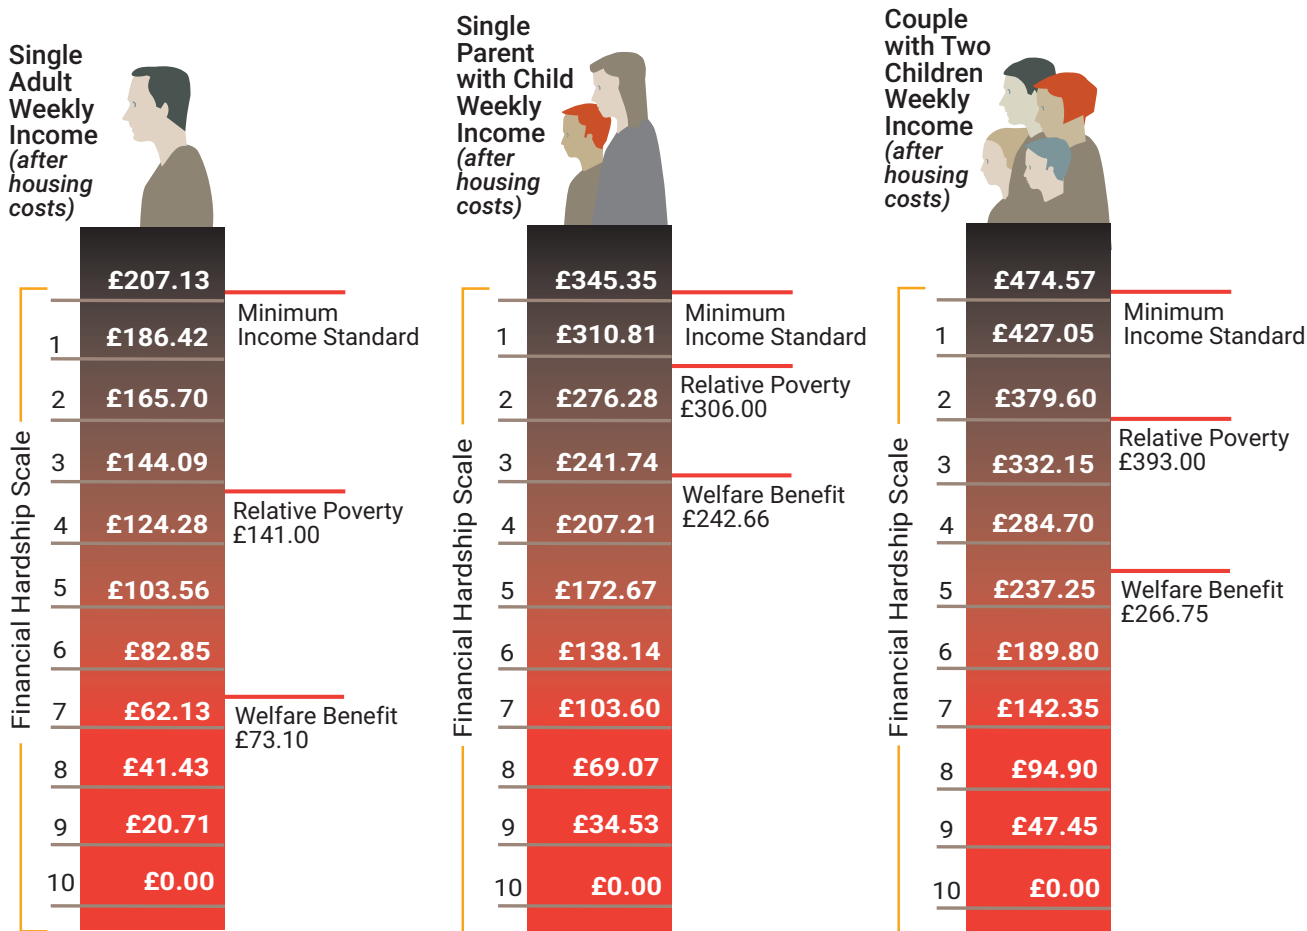 Single
Adult
Weekly
Income
(after
housing
costs)
Financial Hardship Scale
£207.13
Minimum
Income Standard
1 £186.42
2 £165.70
3 £144.09
Relative Poverty
£141.00
4 £124.28
5 £103.56
6 £82.85
7 £62.13
Welfare Benefit
£73.10
8 £41.43
9 £20.71
10 £0.00
Single
Parent
with Child
Weekly
Income
(after
housing
costs)
Financial Hardship Scale
£345.35
Minimum
Income Standard
1 £310.81
Relative Poverty
£306.00
2 £276.28
3 £241.74
Welfare Benefit
£242.66
4 £207.21
5 £172.67
6 £138.14
7 £103.60
8 £69.07
9 £34.53
10 £0.00
Couple
with Two
Children
Weekly
Income
(after
housing
costs)
Financial Hardship Scale
£474.57
Minimum
Income Standard
1 £427.05
2 £379.60
Relative Poverty
£393.00
3 £332.15
4 £284.70
5 £237.25
Welfare Benefit
£266.75
6 £189.80
7 £142.35
8 £94.90
9 £47.45
10 £0.00